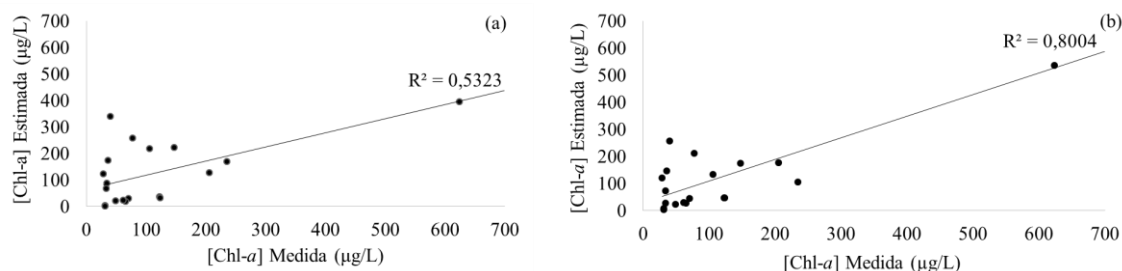 (a)
[Chl-a] Estimada
(µg/L)
700
600
500
400
300
200
100
0
R² = 0,5323
0 100 200 300 400 500 600 700
[Chl-a] Medida (µg/L)
(b)
[Chl-a] Estimada
(µg/L)
700
600
500
400
300
200
100
0
R² = 0,8004
0 100 200 300 400 500 600 700
[Chl-a] Medida (µg/L)